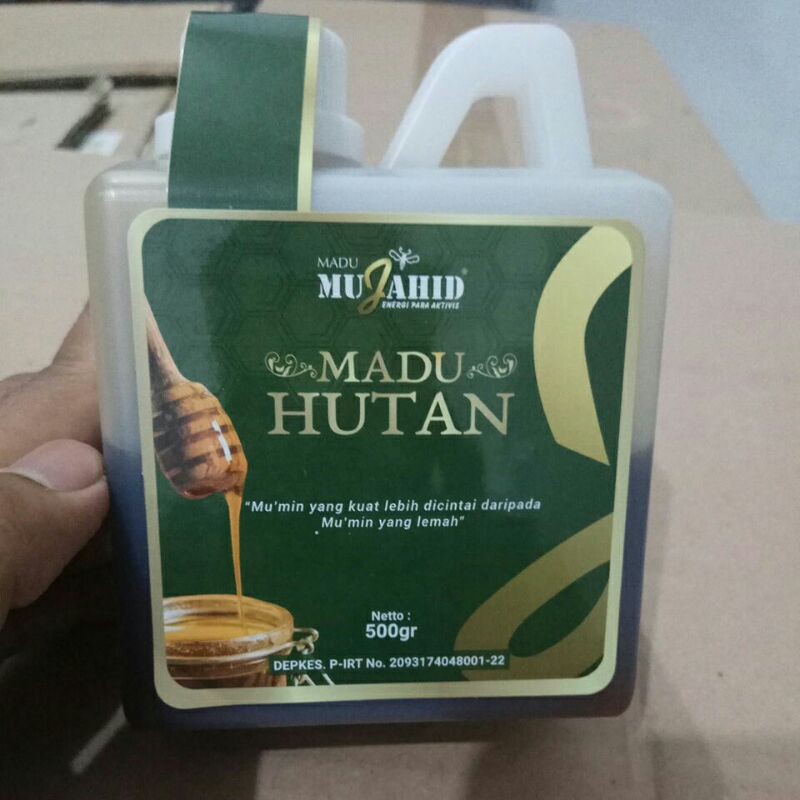 MADU
MUJAHID®
ENERGI PARA AKTIVIS
MADU
HUTAN
"Mu'min yang kuat lebih dicintai daripada
Mu'min yang lemah"
Netto :
500gr
DEPKES. P-IRT No. 2093174048001-22